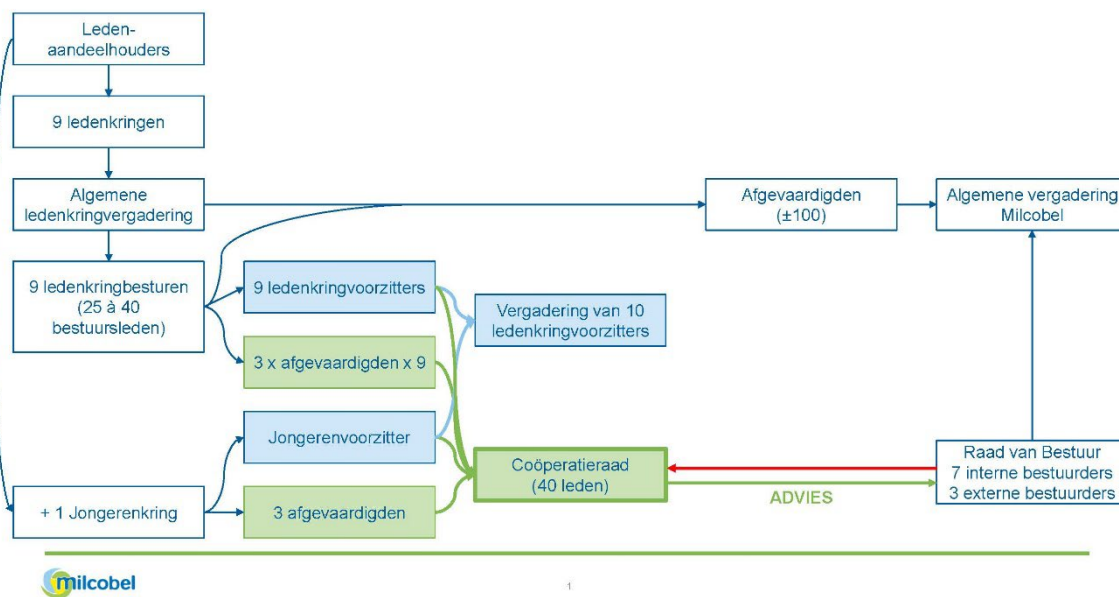 Leden-
aandeelhouders
9 ledenkringen
Algemene
ledenkringvergadering
Afgevaardigden
(±100)
Algemene vergadering
Milcobel
9 ledenkringbesturen
(25 à 40
bestuursleden)
9 ledenkringvoorzitters
Vergadering van 10
ledenkringvoorzitters
3 x afgevaardigden x 9
Jongerenvoorzitter
Coöperatieraad
(40 leden)
ADVIES
Raad van Bestuur
7 interne bestuurders
3 externe bestuurders
+ 1 Jongerenkring
3 afgevaardigden
milcobel
1